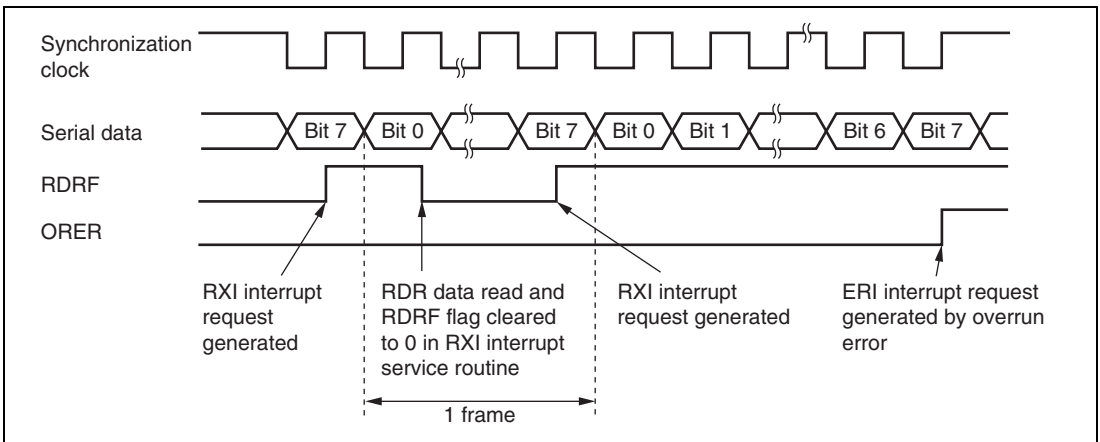 Synchronization
clock
Serial data
Bit 7 Bit 0 Bit 7 Bit 0 Bit 1 Bit 6 Bit 7
RDRF
ORER
RXI interrupt
request
generated
RDR data read and
RDRF flag cleared
to 0 in RXI interrupt
service routine
RXI interrupt
request generated
ERI interrupt request
generated by overrun
error
1 frame